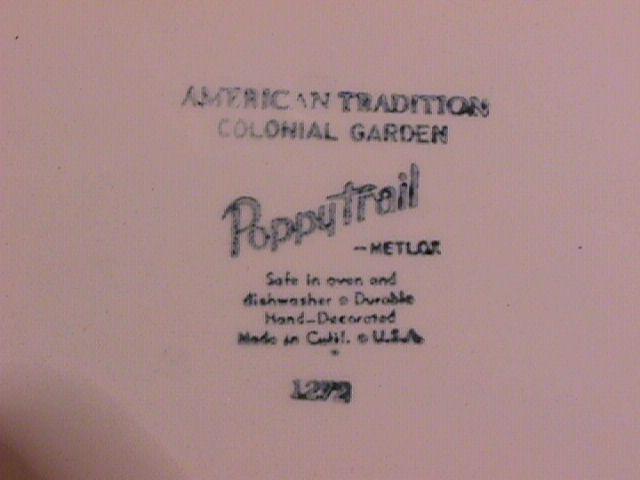 AMERICAN TRADITION
COLONIAL GARDEN
Poppytrail
-METLOX
Safe in oven and
dishwasher o Durable
Hand-Decorated
Made in Calif. o U.S.A.